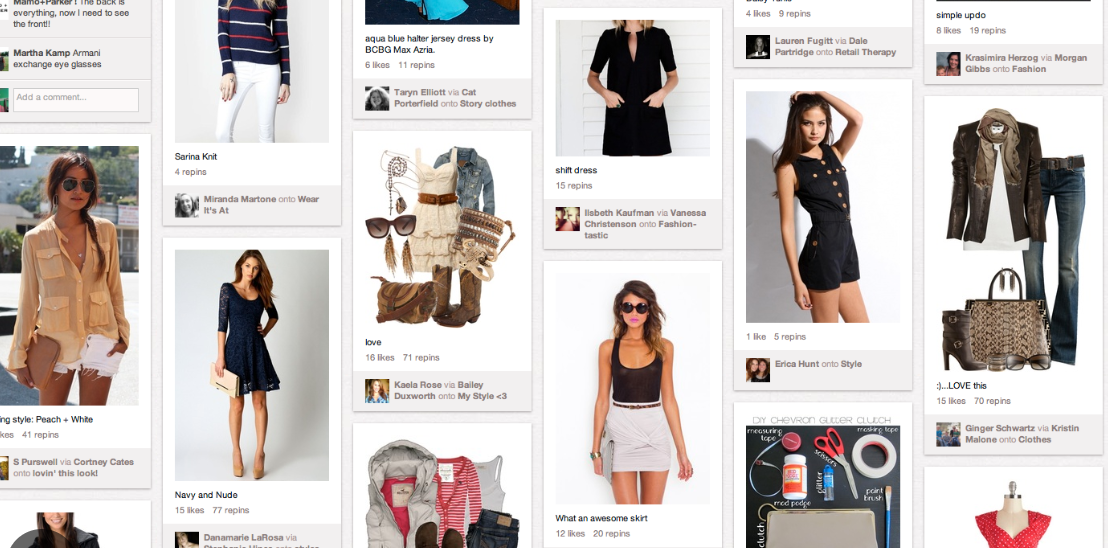 Mamo+Parker ! The back is
everything, now I need to see
the front!!
Martha Kamp Armani
exchange eye glasses
Add a comment...
ing style: Peach + White
kes 41 repins
S Purswell via Cortney Cates
onto lovin' this look!
Sarina Knit
4 repins
Miranda Martone onto Wear
It's At
Navy and Nude
15 likes 77 repins
Danamarie LaRosa via
aqua blue halter jersey dress by
BCBG Max Azria.
6 likes 11 repins
Taryn Elliott via Cat
Porterfield onto Story clothes
love
16 likes 71 repins
Kaela Rose via Bailey
Duxworth onto My Style <3
shift dress
15 repins
lisbeth Kaufman via Vanessa
Christenson onto Fashion-
tastic
What an awesome skirt
12 likes 20 repins
4 likes 9 repins
Lauren Fugitt via Dale
Partridge onto Retail Therapy
1 like 5 repins
Erica Hunt onto Style
DIY CHEVRON GLITTER CLUTCH
measuring
tape
scissors
masking tape
mod podge
glitter
paint
brush
clutch
simple updo
8 likes 19 repins
Krasimira Herzog via Morgan
Gibbs onto Fashion
:)...LOVE this
15 likes 70 repins
Ginger Schwartz via Kristin
Malone onto Clothes